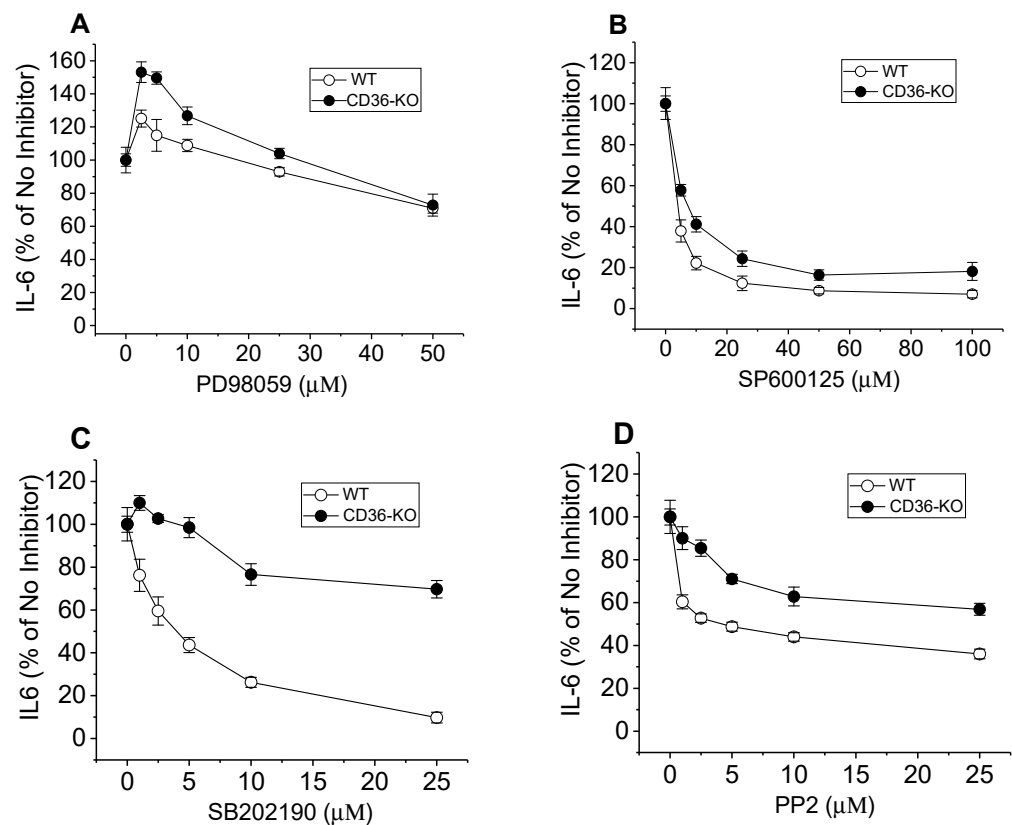 A
IL-6 (% of No Inhibitor)
160
140
120
100
80
60
40
20
0
WT
CD36-KO
0 10 20 30 40 50
PD98059 (μM)
B
IL-6 (% of No Inhibitor)
120
100
80
60
40
20
0
WT
CD36-KO
0 20 40 60 80 100
SP600125 (μM)
C
IL6 (% of No Inhibitor)
120
100
80
60
40
20
0
WT
CD36-KO
0 5 10 15 20 25
SB202190 (μM)
D
IL-6 (% of No Inhibitor)
120
100
80
60
40
20
0
WT
CD36-KO
0 5 10 15 20 25
PP2 (μM)